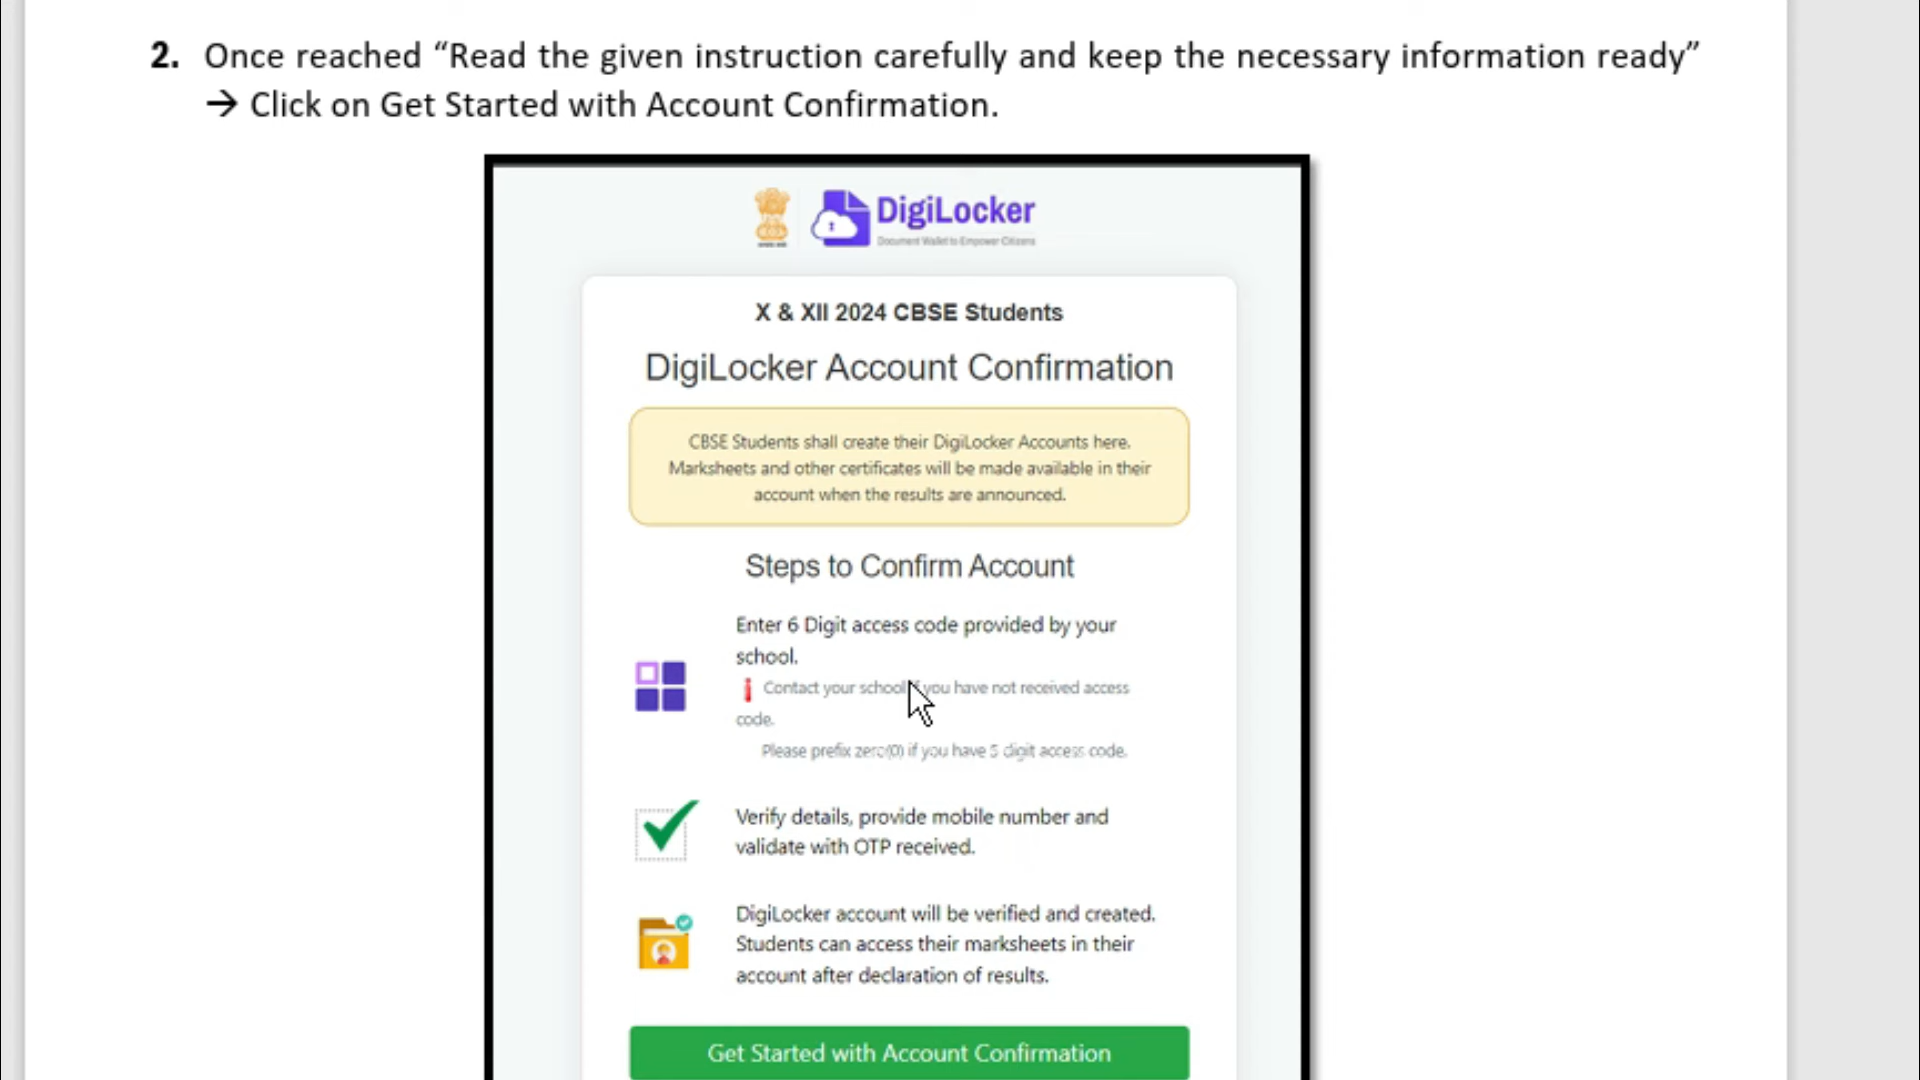 2. Once reached “Read the given instruction carefully and keep the necessary information ready”
→ Click on Get Started with Account Confirmation.
DigiLocker
Document Wallet to Empower Citizens
X & XII 2024 CBSE Students
DigiLocker Account Confirmation
CBSE Students shall create their DigiLocker Accounts here.
Marksheets and other certificates will be made available in their
account when the results are announced.
Steps to Confirm Account
Enter 6 Digit access code provided by your
school.
Contact your school if you have not received access
code.
Please prefix zero(0) if you have 5 digit access code.
Verify details, provide mobile number and
validate with OTP received.
DigiLocker account will be verified and created.
Students can access their marksheets in their
account after declaration of results.
Get Started with Account Confirmation